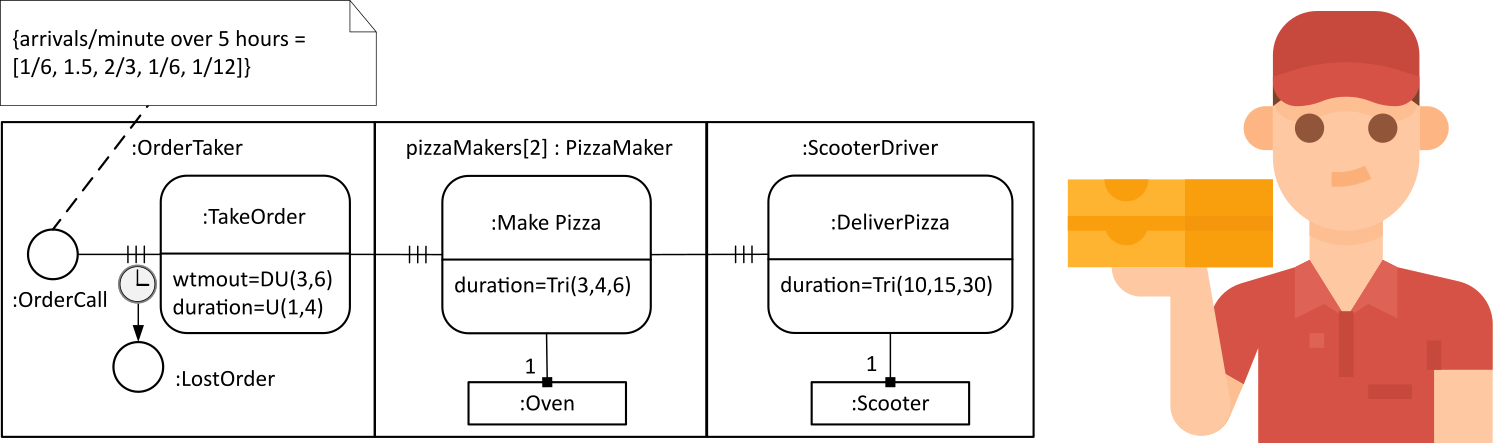 {arrivals/minute over 5 hours =
[1/6, 1.5, 2/3, 1/6, 1/12]}
:OrderTaker
:TakeOrder
wtmout=DU(3,6)
duration=U(1,4)
:OrderCall
:LostOrder
pizzaMakers[2] : PizzaMaker
:Make Pizza
duration=Tri(3,4,6)
1
:Oven
:ScooterDriver
:DeliverPizza
duration=Tri(10,15,30)
1
:Scooter